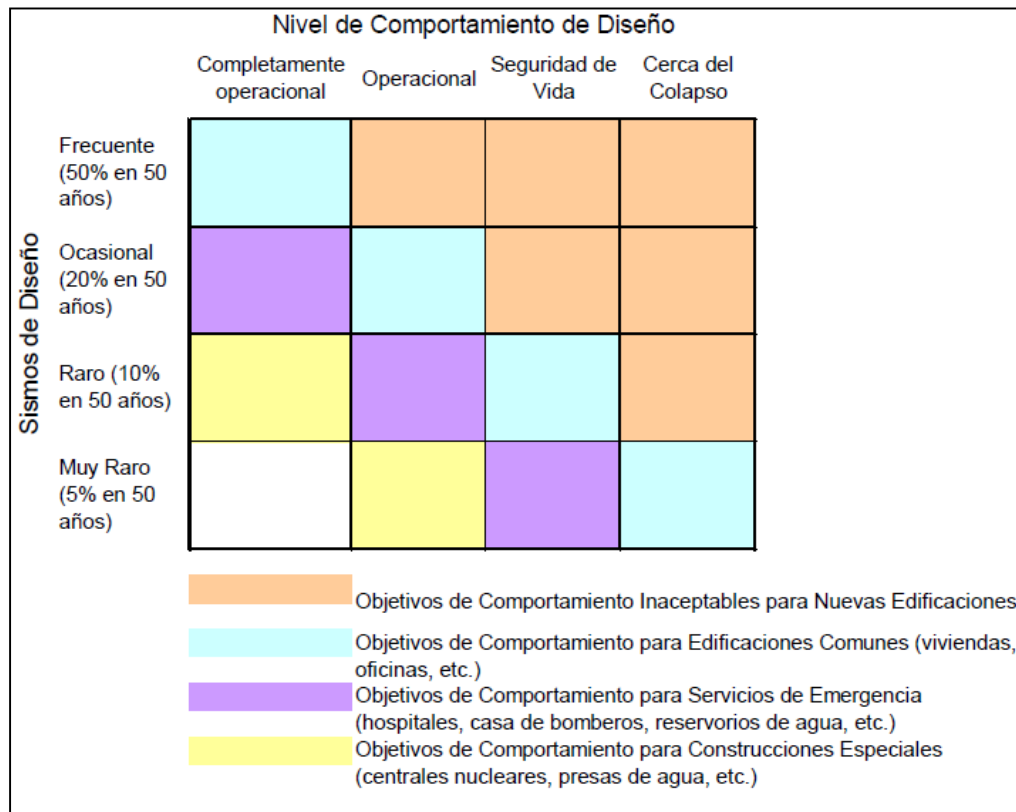 Nivel de Comportamiento de Diseño
Completamente
operacional
Operacional
Seguridad de
Vida
Cerca del
Colapso
Sismos de Diseño
Frecuente
(50% en 50
años)
Ocasional
(20% en 50
años)
Raro (10%
en 50 años)
Muy Raro
(5% en 50
años)
Objetivos de Comportamiento Inaceptables para Nuevas Edificaciones
Objetivos de Comportamiento para Edificaciones Comunes (viviendas,
oficinas, etc.)
Objetivos de Comportamiento para Servicios de Emergencia
(hospitales, casa de bomberos, reservorios de agua, etc.)
Objetivos de Comportamiento para Construcciones Especiales
(centrales nucleares, presas de agua, etc.)